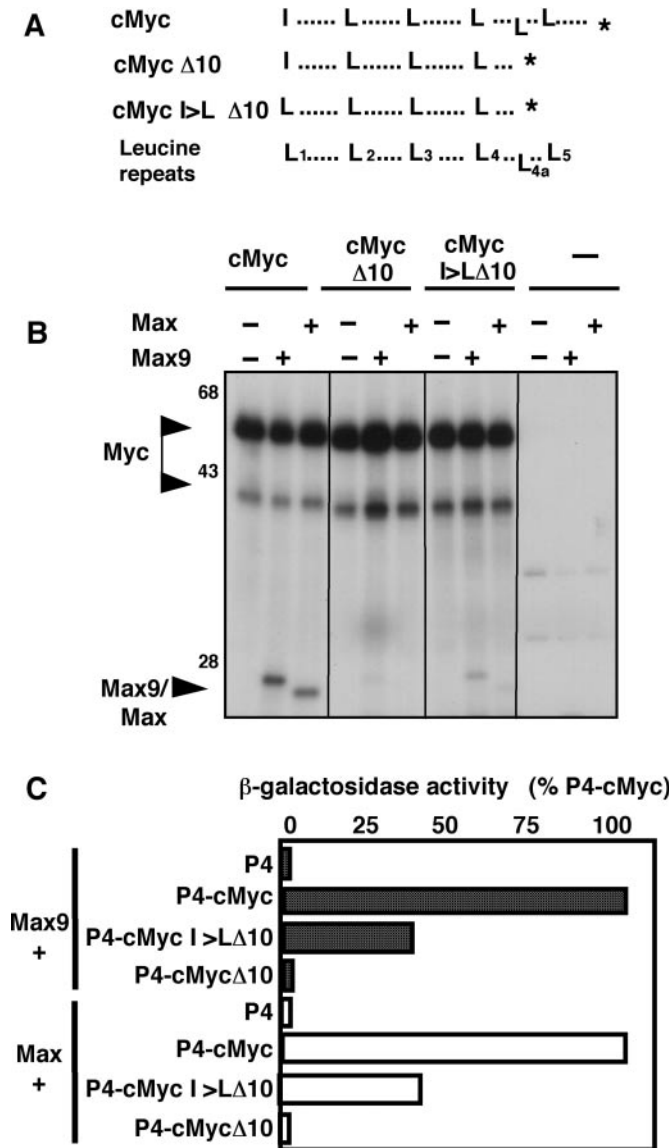 A
cMyc I ...... L ...... L ...... L ... L .. L ..... *
cMyc Δ10 I ...... L ...... L ...... L ... *
cMyc I>L Δ10 L ...... L ...... L ...... L ... *
Leucine repeats L1 ..... L2 ..... L3 .... L4 .. L4a .. L5
cMyc cMyc Δ10 cMyc I>LΔ10 —
B
Max − − + − − + − − + − − +
Max9 − + − + − + − +
68
Myc
43
28
Max9/
Max
C
β-galactosidase activity (% P4-cMyc)
0 25 50 75 100
Max9
+
P4
P4-cMyc
P4-cMyc I >LΔ10
P4-cMycΔ10
Max
+
P4
P4-cMyc
P4-cMyc I >LΔ10
P4-cMycΔ10